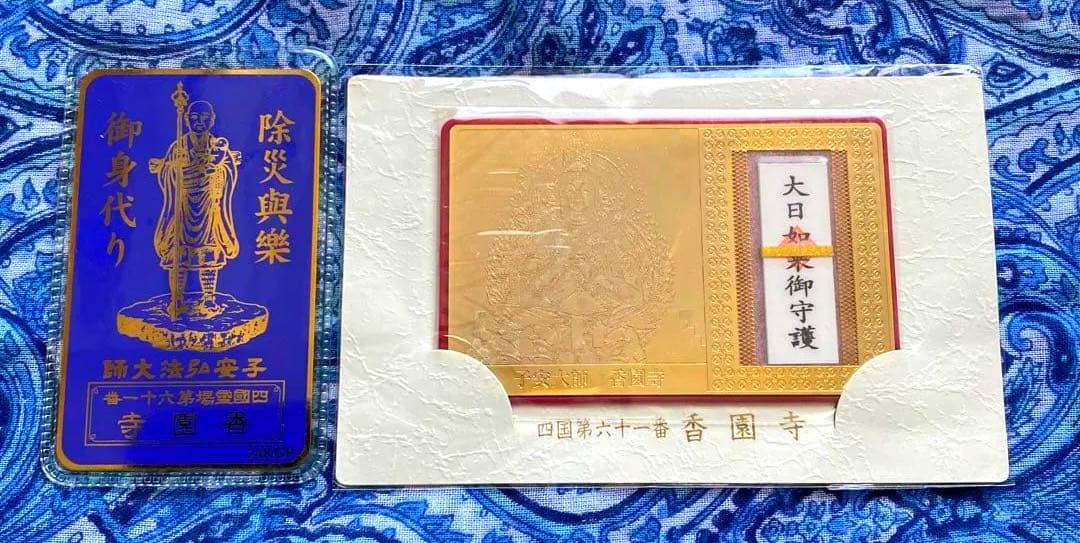 除災與樂
御身代り
子安弘法大師
四國霊場第六十一番
香園寺
大日如来御守護
子安大師 香園寺
四国第六十一番 香園寺